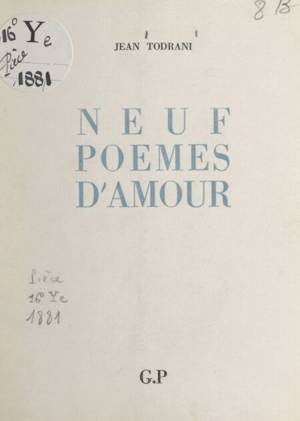 8 B
16° Ye
Pièce
1881
JEAN TODRANI
NEUF
POEMES
D'AMOUR
Pièce
16° Ye
1881
G.P